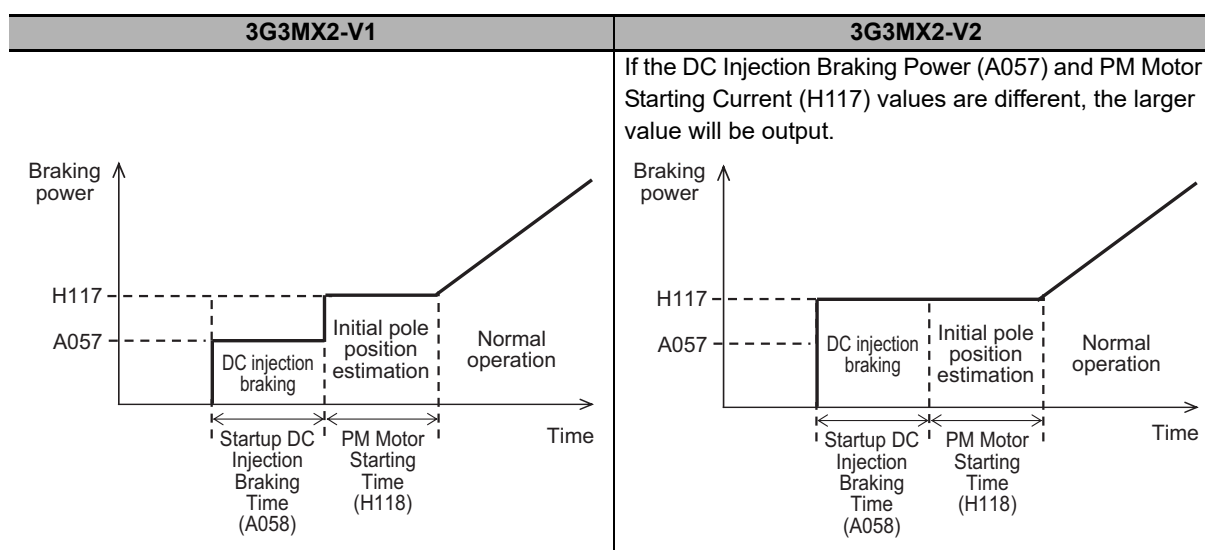 3G3MX2-V1
3G3MX2-V2
If the DC Injection Braking Power (A057) and PM Motor
Starting Current (H117) values are different, the larger
value will be output.
Braking
power
H117
A057
DC injection
braking
Initial pole
position
estimation
Normal
operation
Startup DC
Injection
Braking
Time
(A058)
PM Motor
Starting
Time
(H118)
Time
Braking
power
H117
A057
DC injection
braking
Initial pole
position
estimation
Normal
operation
Startup DC
Injection
Braking
Time
(A058)
PM Motor
Starting
Time
(H118)
Time